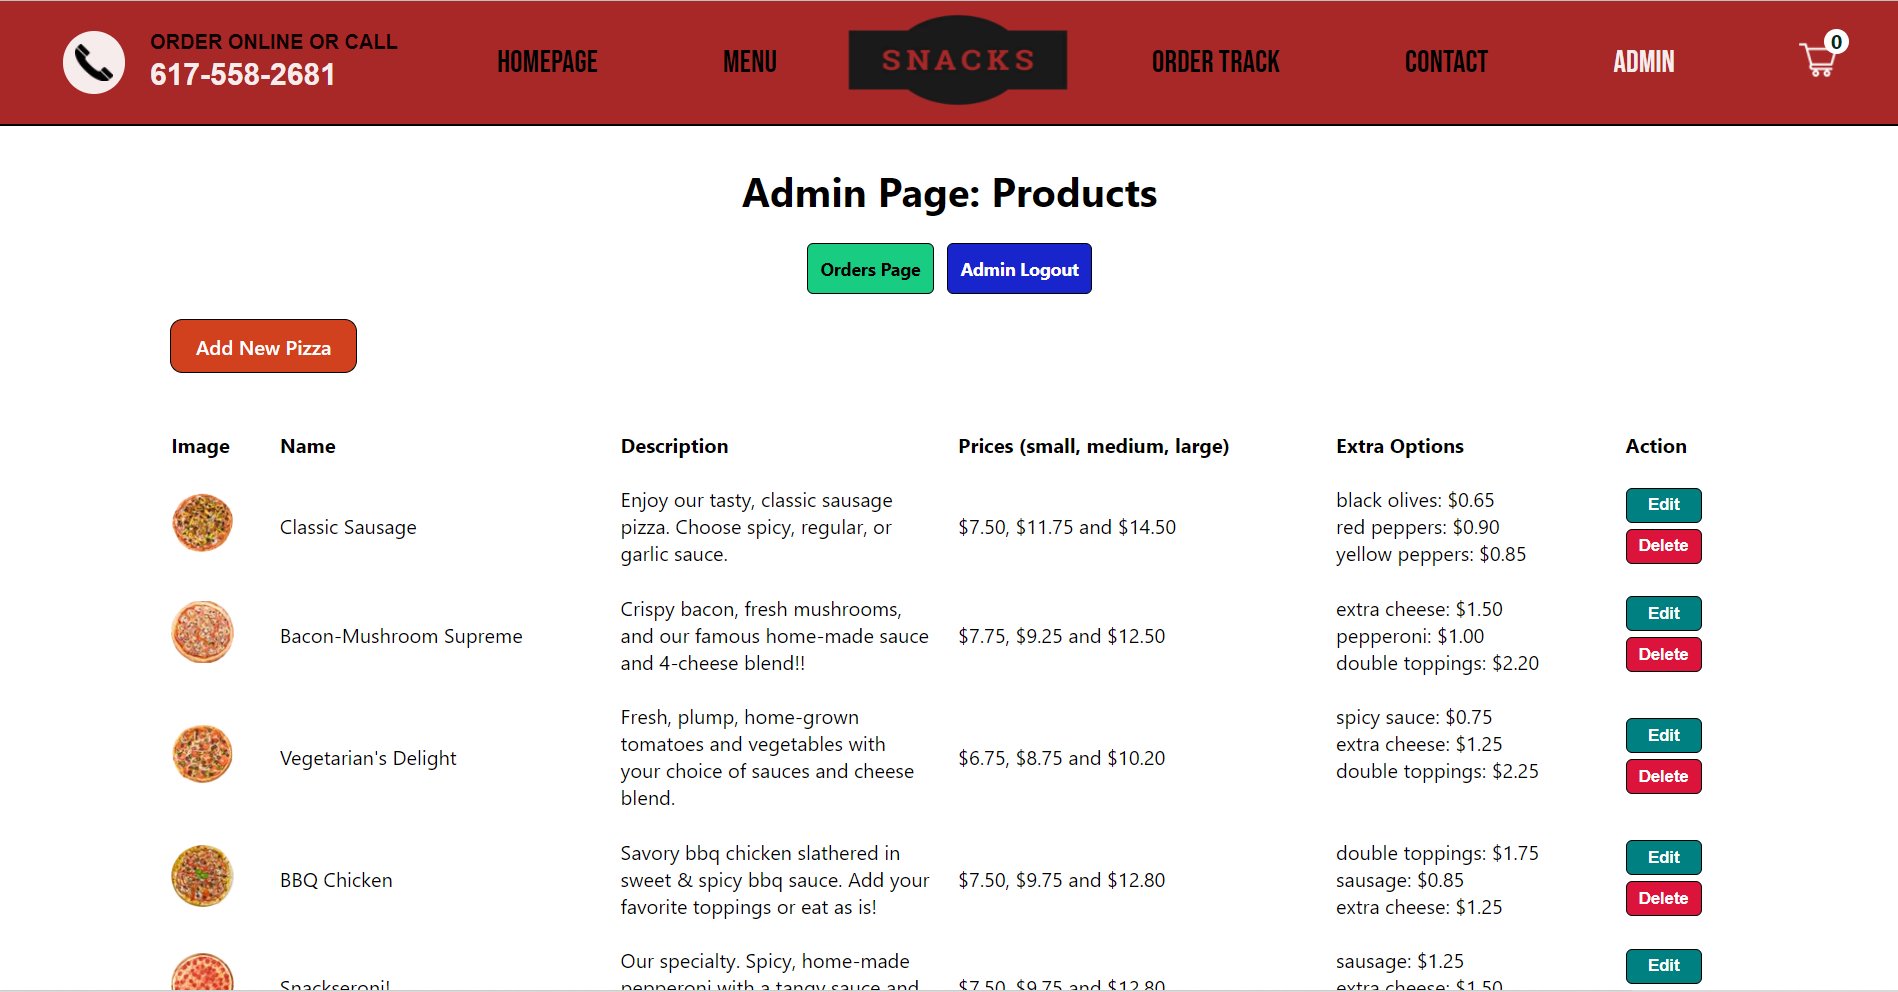 ORDER ONLINE OR CALL
617-558-2681
HOMEPAGE
MENU
SNACKS
ORDER TRACK
CONTACT
ADMIN
0
Admin Page: Products
Orders Page
Admin Logout
Add New Pizza
Image Name Description Prices (small, medium, large) Extra Options Action
Classic Sausage
Enjoy our tasty, classic sausage
pizza. Choose spicy, regular, or
garlic sauce.
$7.50, $11.75 and $14.50
black olives: $0.65
red peppers: $0.90
yellow peppers: $0.85
Edit
Delete
Bacon-Mushroom Supreme
Crispy bacon, fresh mushrooms,
and our famous home-made sauce
and 4-cheese blend!!
$7.75, $9.25 and $12.50
extra cheese: $1.50
pepperoni: $1.00
double toppings: $2.20
Edit
Delete
Vegetarian's Delight
Fresh, plump, home-grown
tomatoes and vegetables with
your choice of sauces and cheese
blend.
$6.75, $8.75 and $10.20
spicy sauce: $0.75
extra cheese: $1.25
double toppings: $2.25
Edit
Delete
BBQ Chicken
Savory bbq chicken slathered in
sweet & spicy bbq sauce. Add your
favorite toppings or eat as is!
$7.50, $9.75 and $12.80
double toppings: $1.75
sausage: $0.85
extra cheese: $1.25
Edit
Delete
Snackseroni!
Our specialty. Spicy, home-made
pepperoni with a tangy sauce and
$7.50, $9.75 and $12.80
sausage: $1.25
extra cheese: $1.50
Edit